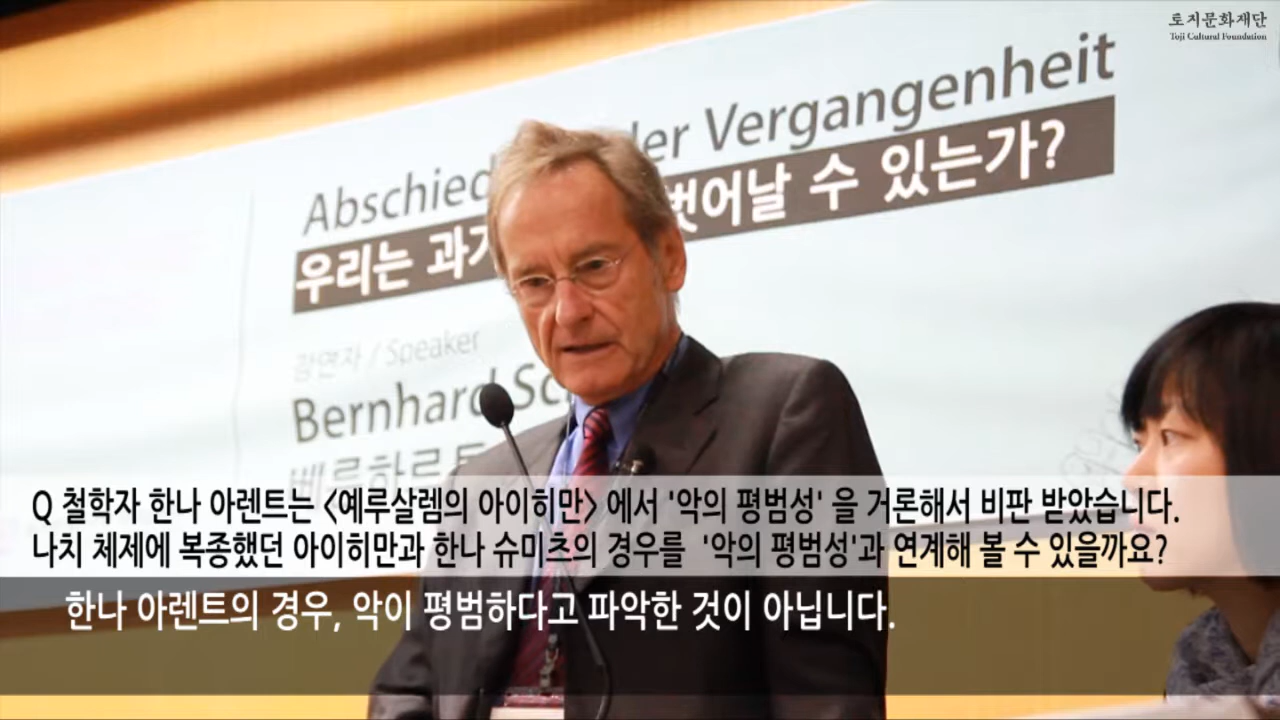 토지문화재단
Toji Cultural Foundation
Abschied der Vergangenheit
우리는 과거 벗어날 수 있는가?
강연자 / Speaker
Bernhard Sc
베른하르트
Q 철학자 한나 아렌트는 <예루살렘의 아이히만> 에서 '악의 평범성' 을 거론해서 비판 받았습니다.
나치 체제에 복종했던 아이히만과 한나 슈미츠의 경우를 '악의 평범성'과 연계해 볼 수 있을까요?
한나 아렌트의 경우, 악이 평범하다고 파악한 것이 아닙니다.